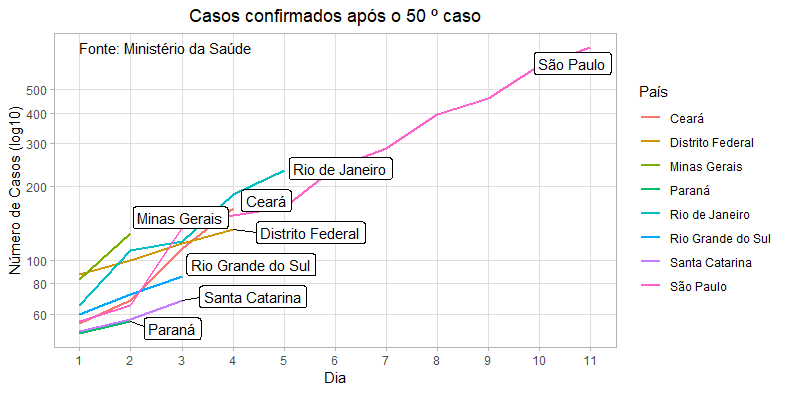 Casos confirmados após o 50 º caso
Fonte: Ministério da Saúde
Número de Casos (log10)
500
400
300
200
100
80
60
São Paulo
Rio de Janeiro
Ceará
Minas Gerais
Distrito Federal
Rio Grande do Sul
Santa Catarina
Paraná
1 2 3 4 5 6 7 8 9 10 11
Dia
País
Ceará
Distrito Federal
Minas Gerais
Paraná
Rio de Janeiro
Rio Grande do Sul
Santa Catarina
São Paulo